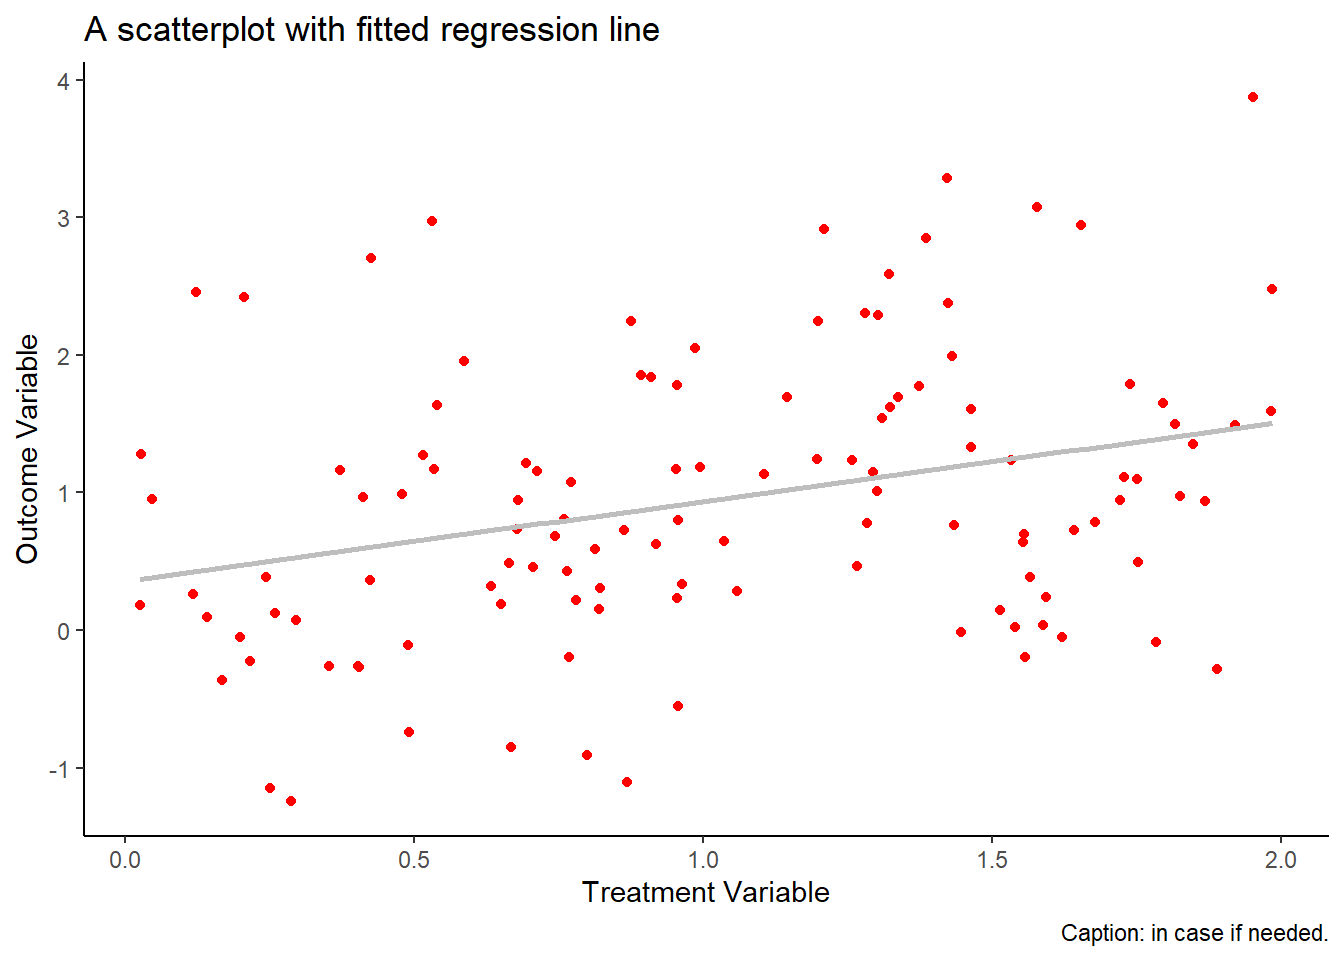 A scatterplot with fitted regression line
4
3
2
1
0
-1
Outcome Variable
0.0 0.5 1.0 1.5 2.0
Treatment Variable
Caption: in case if needed.